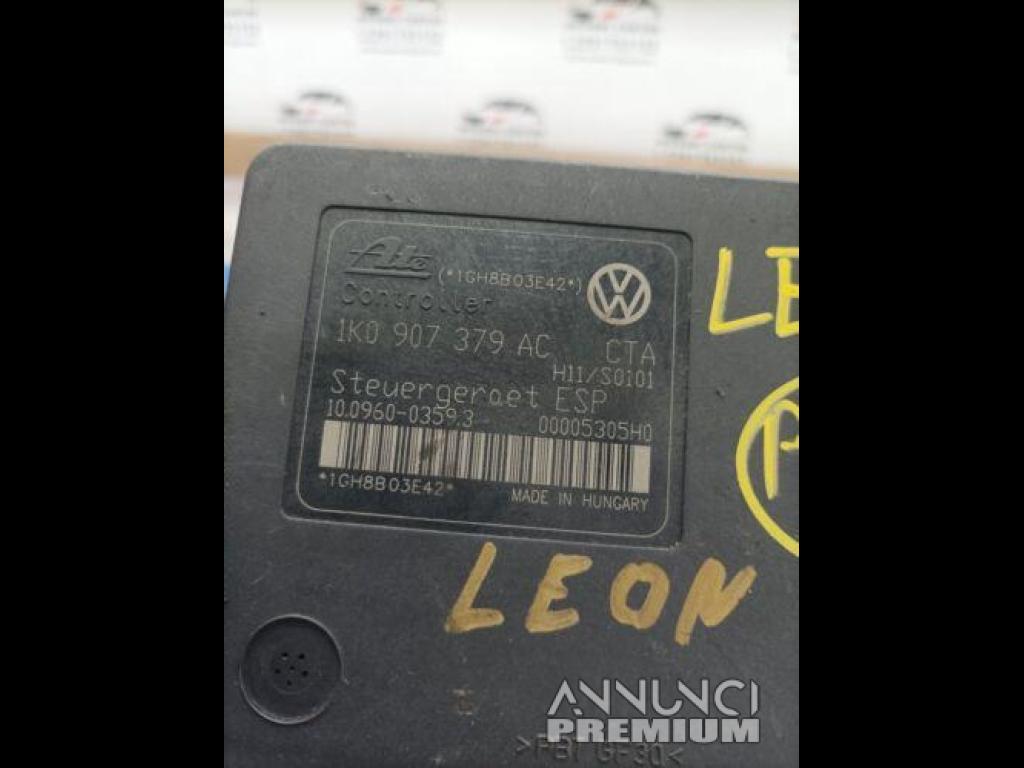 Ate (*1GH8B03E42*)
Controller
1K0 907 379 AC CTA
H11/S0101
Steuergeraet ESP
10.0960-0359.3 00005305H0
*1GH8B03E42* MADE IN HUNGARY
LE
LEON
ANNUNCI
PREMIUM
>PBT GF30<